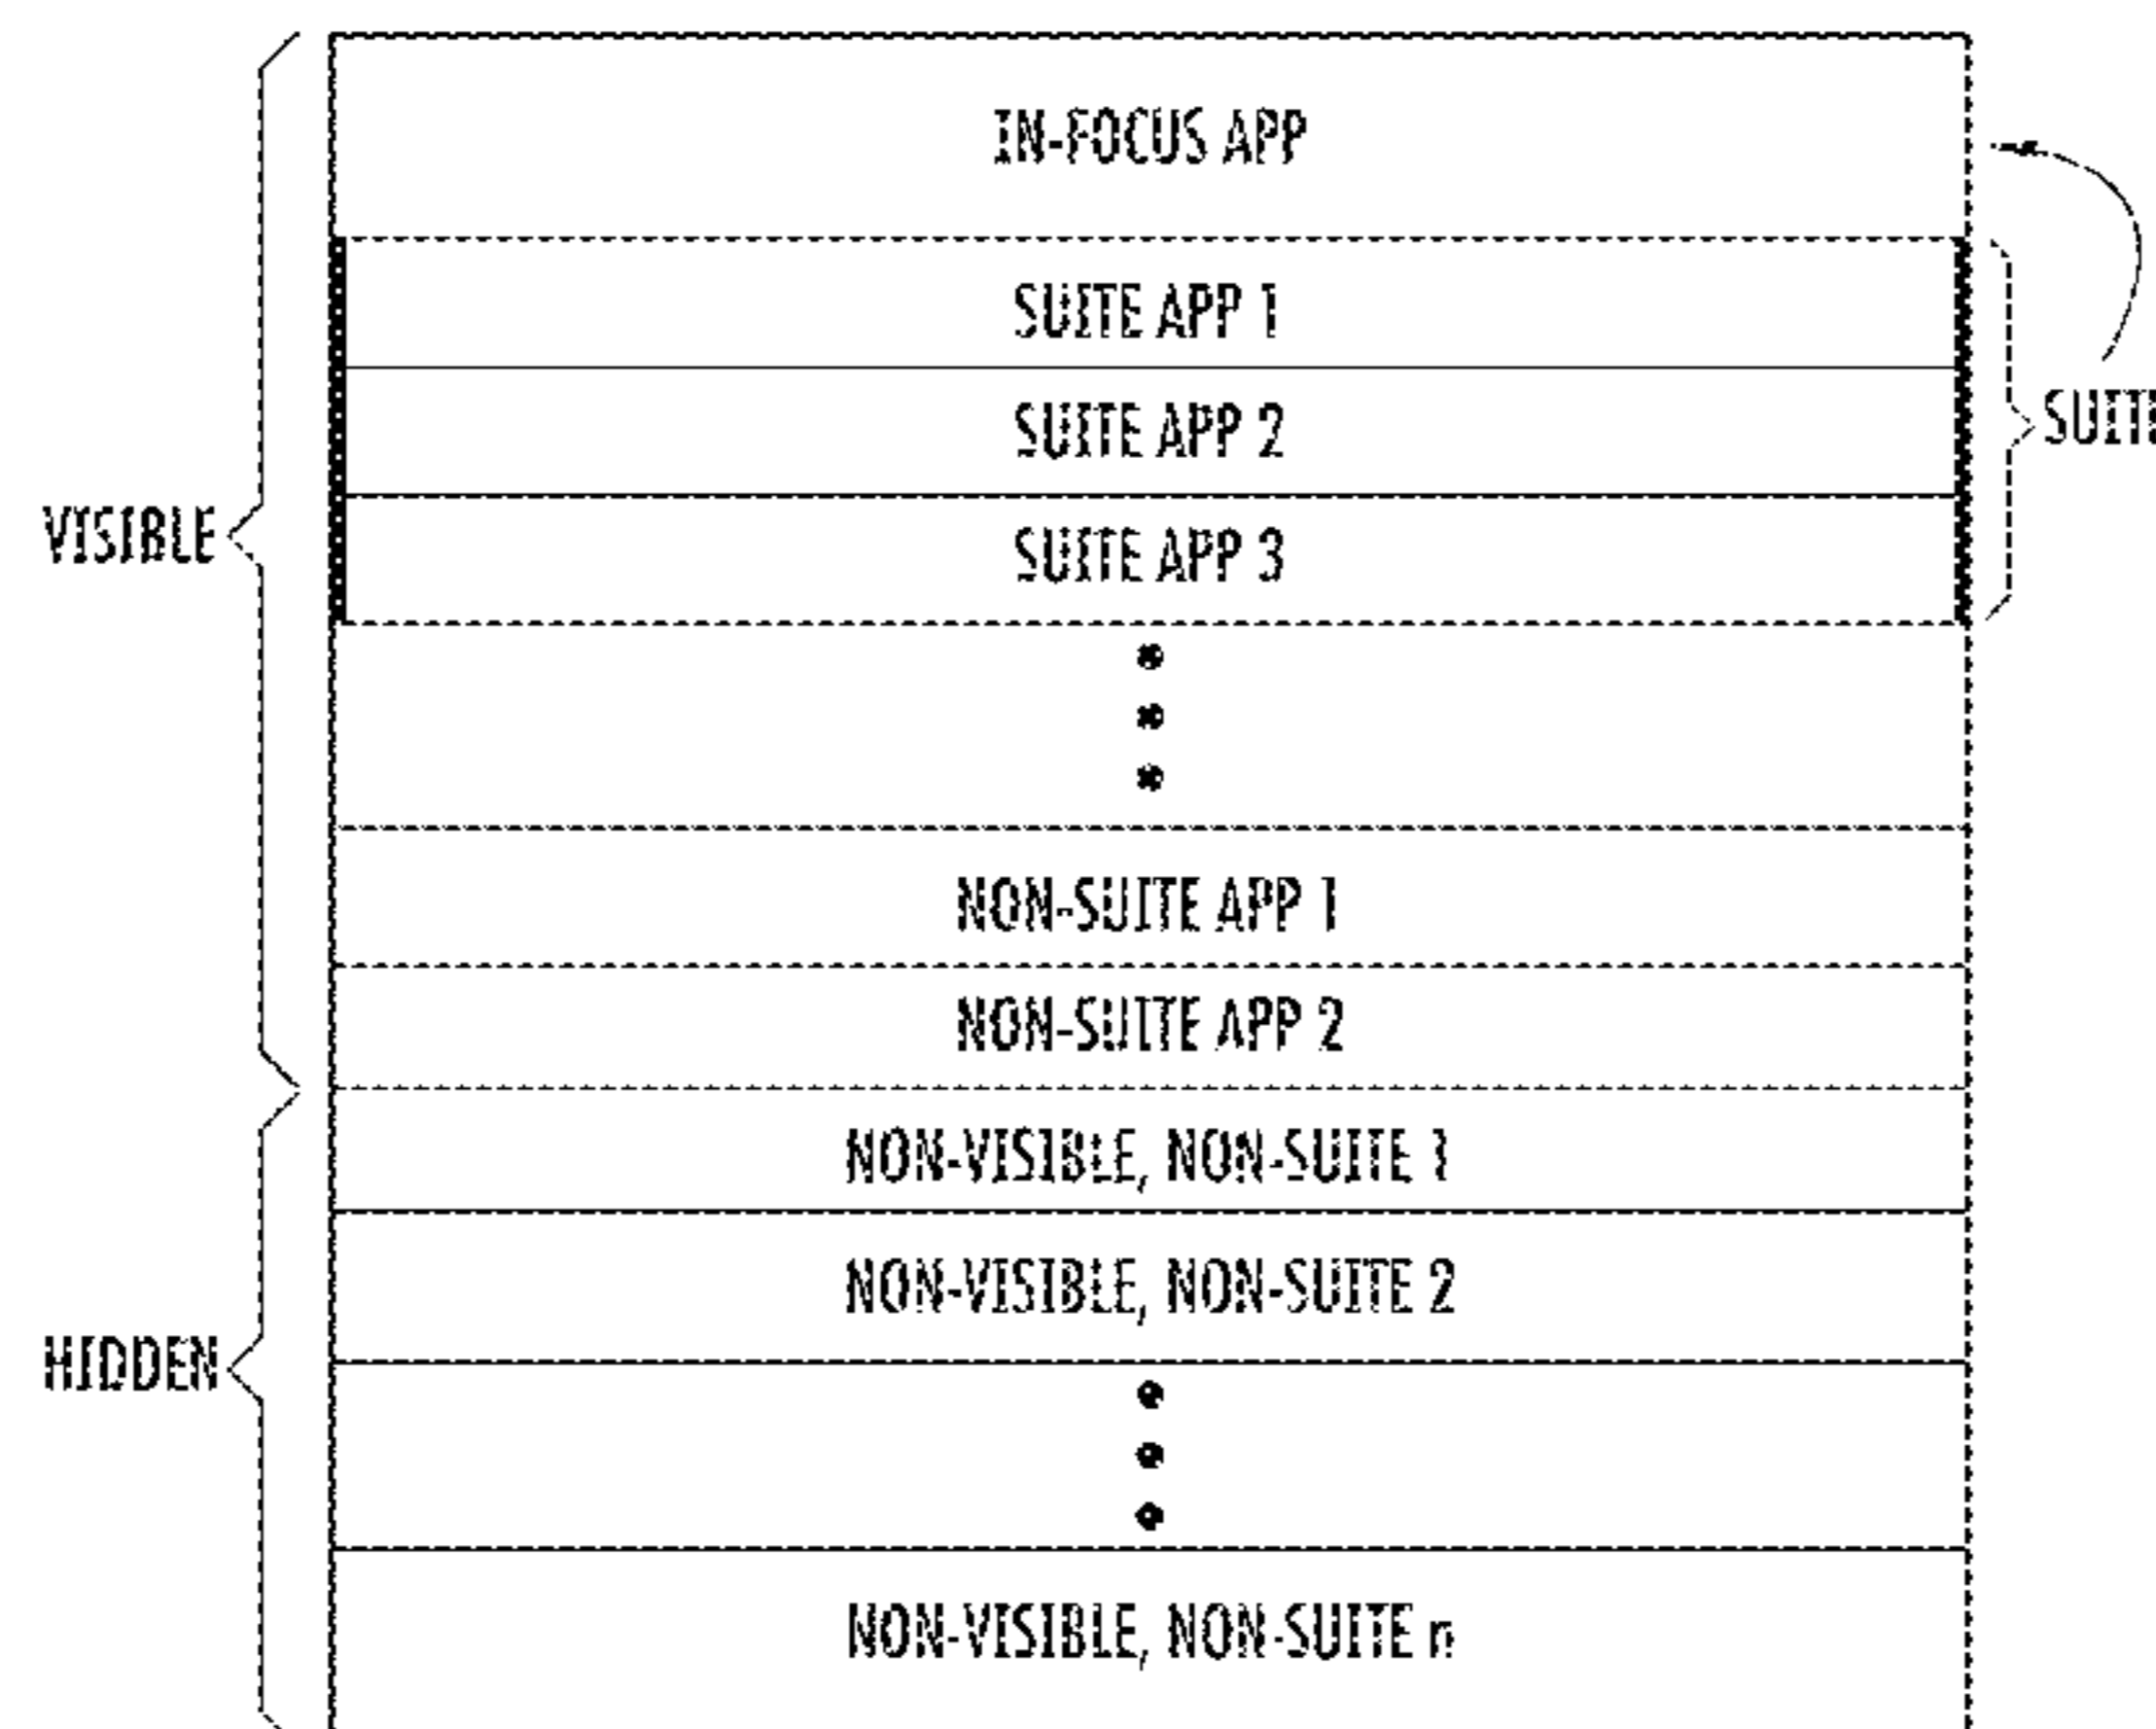 IN-FOCUS APP
SUITE APP 1
SUITE APP 2
SUITE APP 3
SUITE
VISIBLE
NON-SUITE APP 1
NON-SUITE APP 2
NON-VISIBLE, NON-SUITE 1
NON-VISIBLE, NON-SUITE 2
HIDDEN
NON-VISIBLE, NON-SUITE n